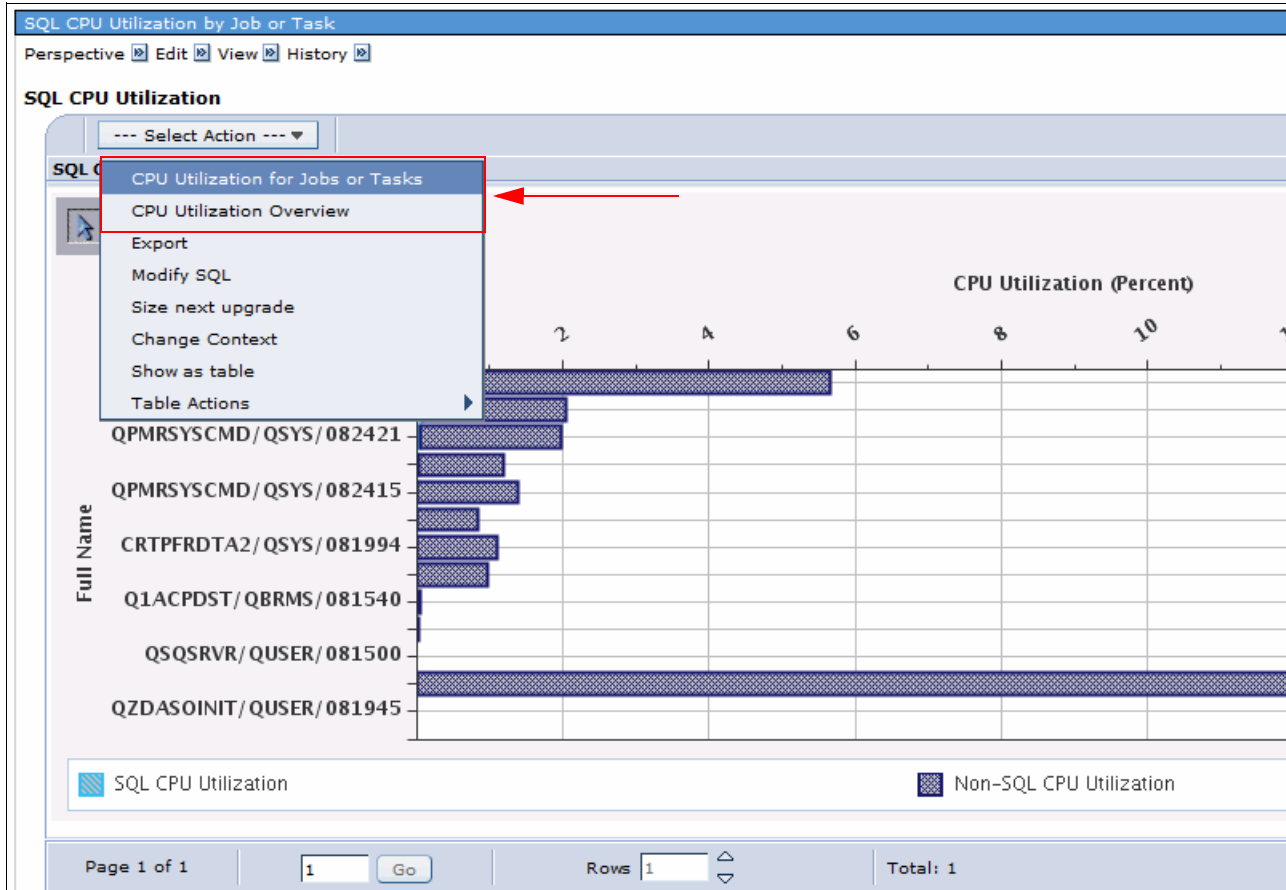 SQL CPU Utilization by Job or Task
Perspective Edit View History
SQL CPU Utilization
--- Select Action ---
SQL
CPU Utilization for Jobs or Tasks
CPU Utilization Overview
Export
Modify SQL
Size next upgrade
Change Context
Show as table
Table Actions
CPU Utilization (Percent)
2 4 6 8 10
Full Name
QPMRSYSCMD/QSYS/082421
QPMRSYSCMD/QSYS/082415
CRTPFRDTA2/QSYS/081994
Q1ACPDST/QBRMS/081540
QSQSRVR/QUSER/081500
QZDASOINIT/QUSER/081945
SQL CPU Utilization
Non-SQL CPU Utilization
Page 1 of 1 1 Go Rows 1 Total: 1